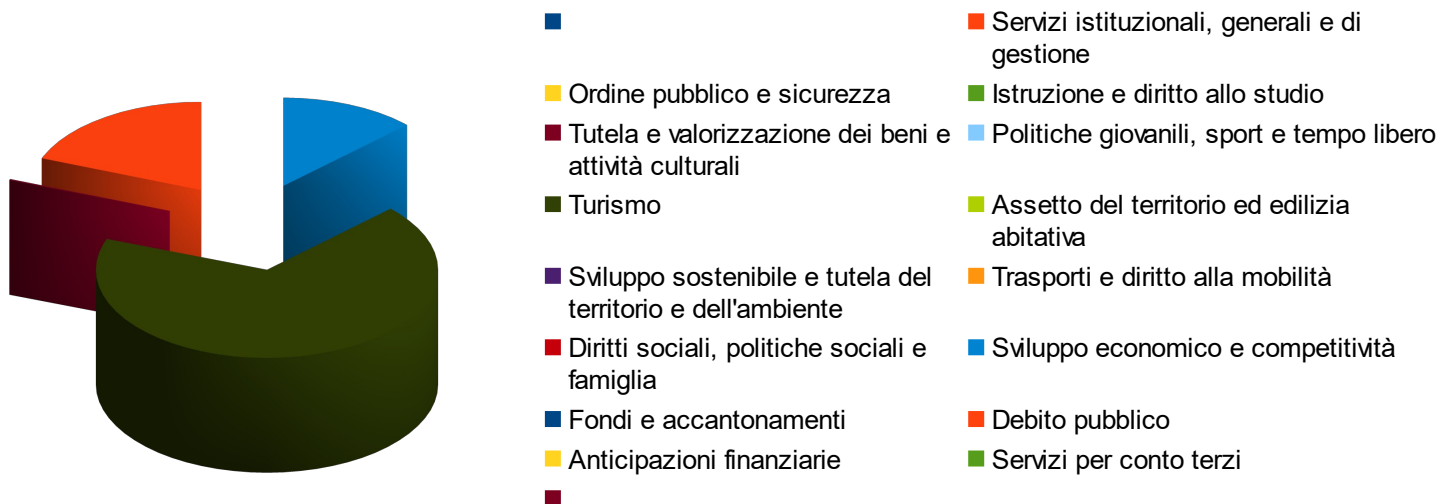 Servizi istituzionali, generali e di
gestione
Ordine pubblico e sicurezza
Istruzione e diritto allo studio
Tutela e valorizzazione dei beni e
attività culturali
Politiche giovanili, sport e tempo libero
Turismo
Assetto del territorio ed edilizia
abitativa
Sviluppo sostenibile e tutela del
territorio e dell'ambiente
Trasporti e diritto alla mobilità
Diritti sociali, politiche sociali e
famiglia
Sviluppo economico e competitività
Fondi e accantonamenti
Debito pubblico
Anticipazioni finanziarie
Servizi per conto terzi